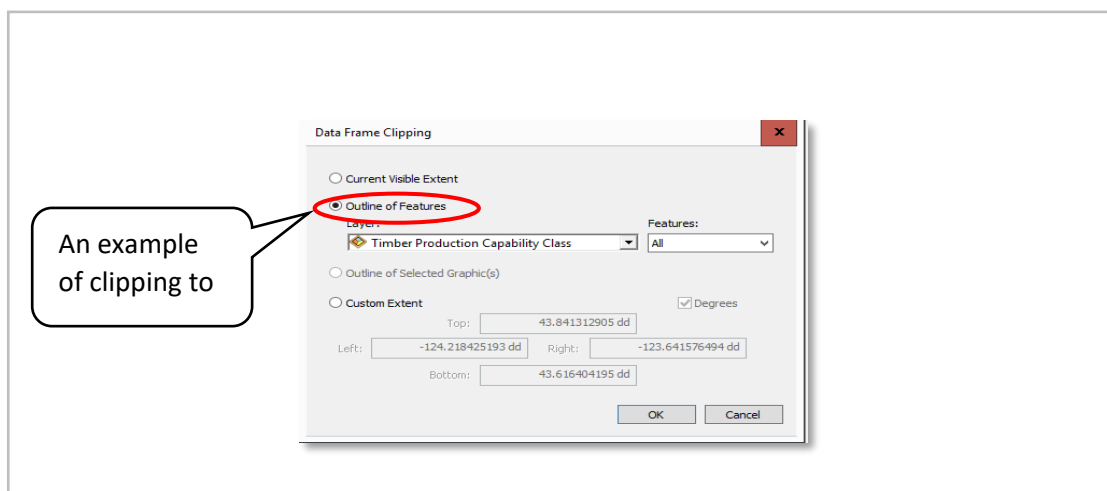 Data Frame Clipping
Current Visible Extent
Outline of Features
Layer:
Features:
Timber Production Capability Class
All
Outline of Selected Graphic(s)
Custom Extent
Degrees
Top:
43.841312905 dd
Left:
-124.218425193 dd
Right:
-123.641576494 dd
Bottom:
43.616404195 dd
OK
Cancel
An example
of clipping to